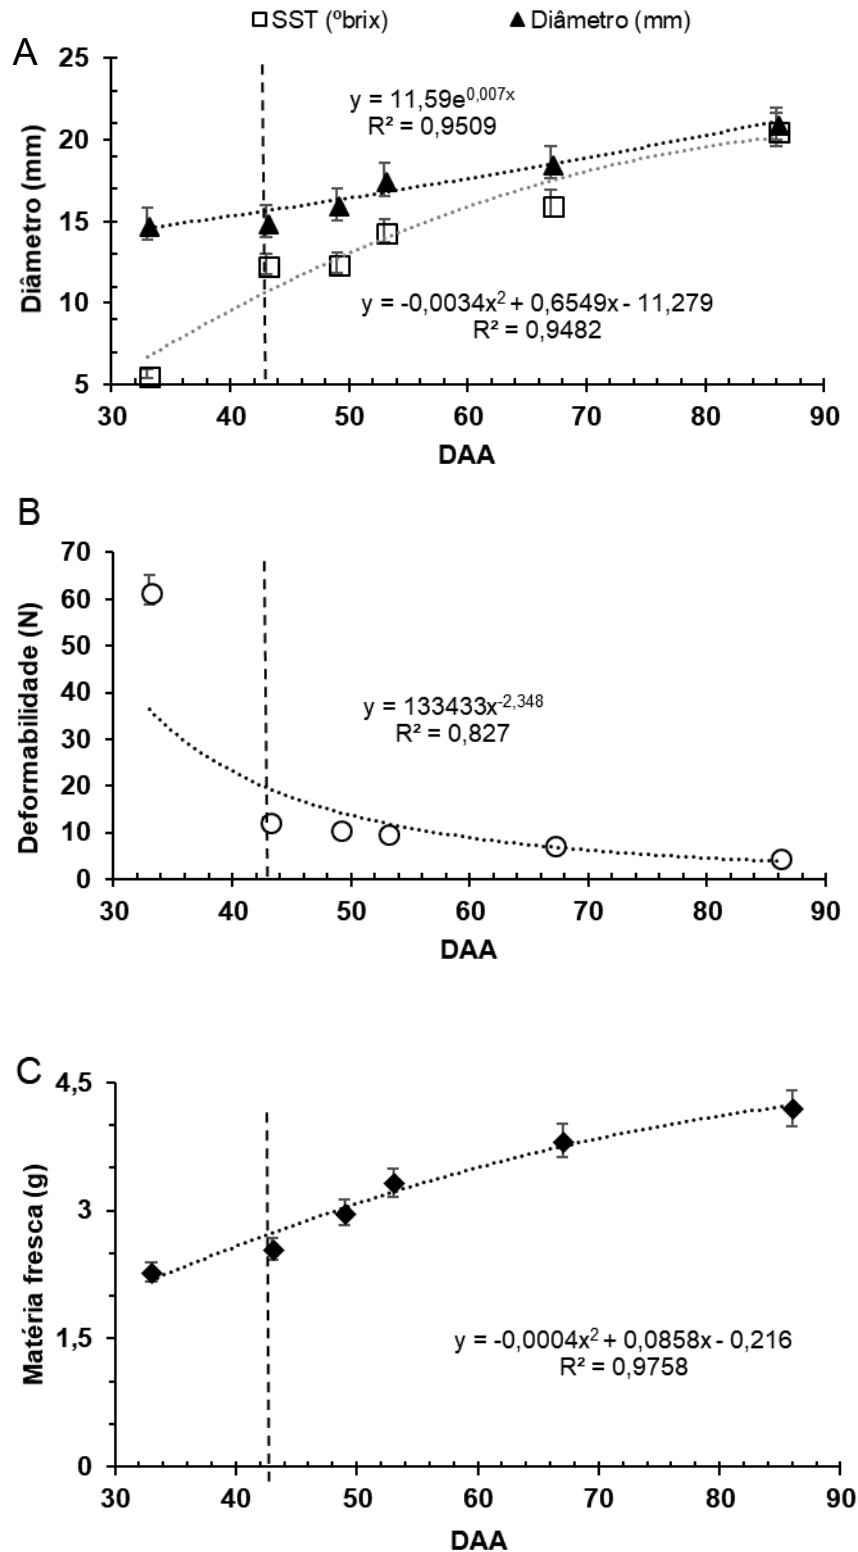 SST (ºbrix) Diâmetro (mm)
A
25
20
15
10
5
Diâmetro (mm)
y = 11,59e^0,007x
R² = 0,9509
y = -0,0034x² + 0,6549x - 11,279
R² = 0,9482
30 40 50 60 70 80 90
DAA
B
70
60
50
40
30
20
10
0
Deformabilidade (N)
y = 133433x^-2,348
R² = 0,827
30 40 50 60 70 80 90
DAA
C
4,5
3
1,5
0
Matéria fresca (g)
y = -0,0004x² + 0,0858x - 0,216
R² = 0,9758
30 40 50 60 70 80 90
DAA